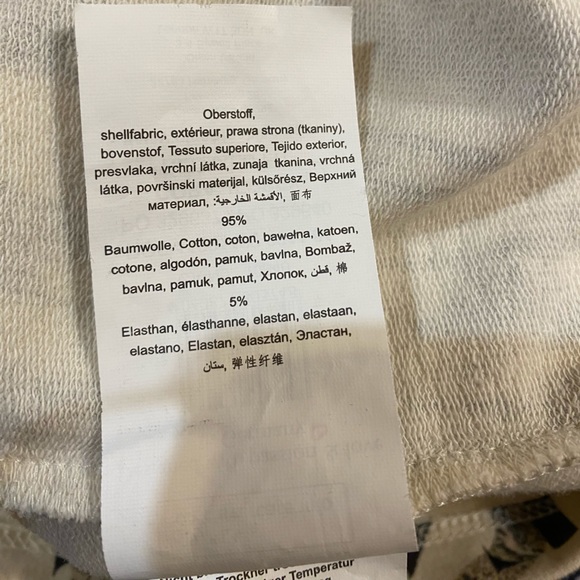 Oberstoff,
shellfabric, extérieur, prawa strona (tkaniny),
bovenstof, Tessuto superiore, Tejido exterior,
presvlaka, vrchní látka, zunaja tkanina, vrchná
látka, površinski materijal, külsőrész, Верхний
материал, الأقمشة الخارجية:, 面布
95%
Baumwolle, Cotton, coton, bawełna, katoen,
cotone, algodón, pamuk, bavlna, Bombaž,
bavlna, pamuk, pamut, Хлопок, قطن, 棉
5%
Elasthan, élasthanne, elastan, elastaan,
elastano, Elastan, elasztán, Эластан,
ستان, 弹性纤维
Trockner
Temperatur